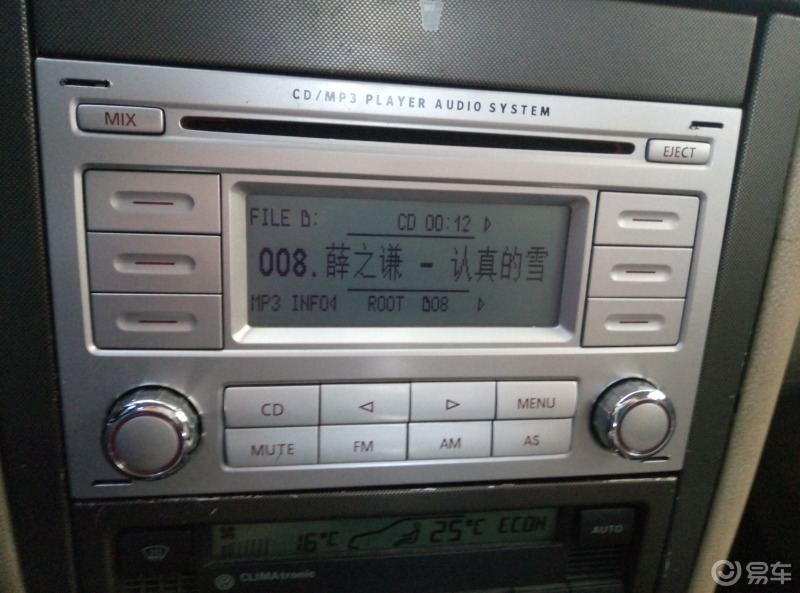 CD/MP3 PLAYER AUDIO SYSTEM
MIX
EJECT
FILE : CD 00:12
008.薛之谦 - 认真的雪
MP3 INFO4 ROOT 08
CD MENU
MUTE FM AM AS
16°C 25°C ECON
AUTO
CLIMAtronic
易车